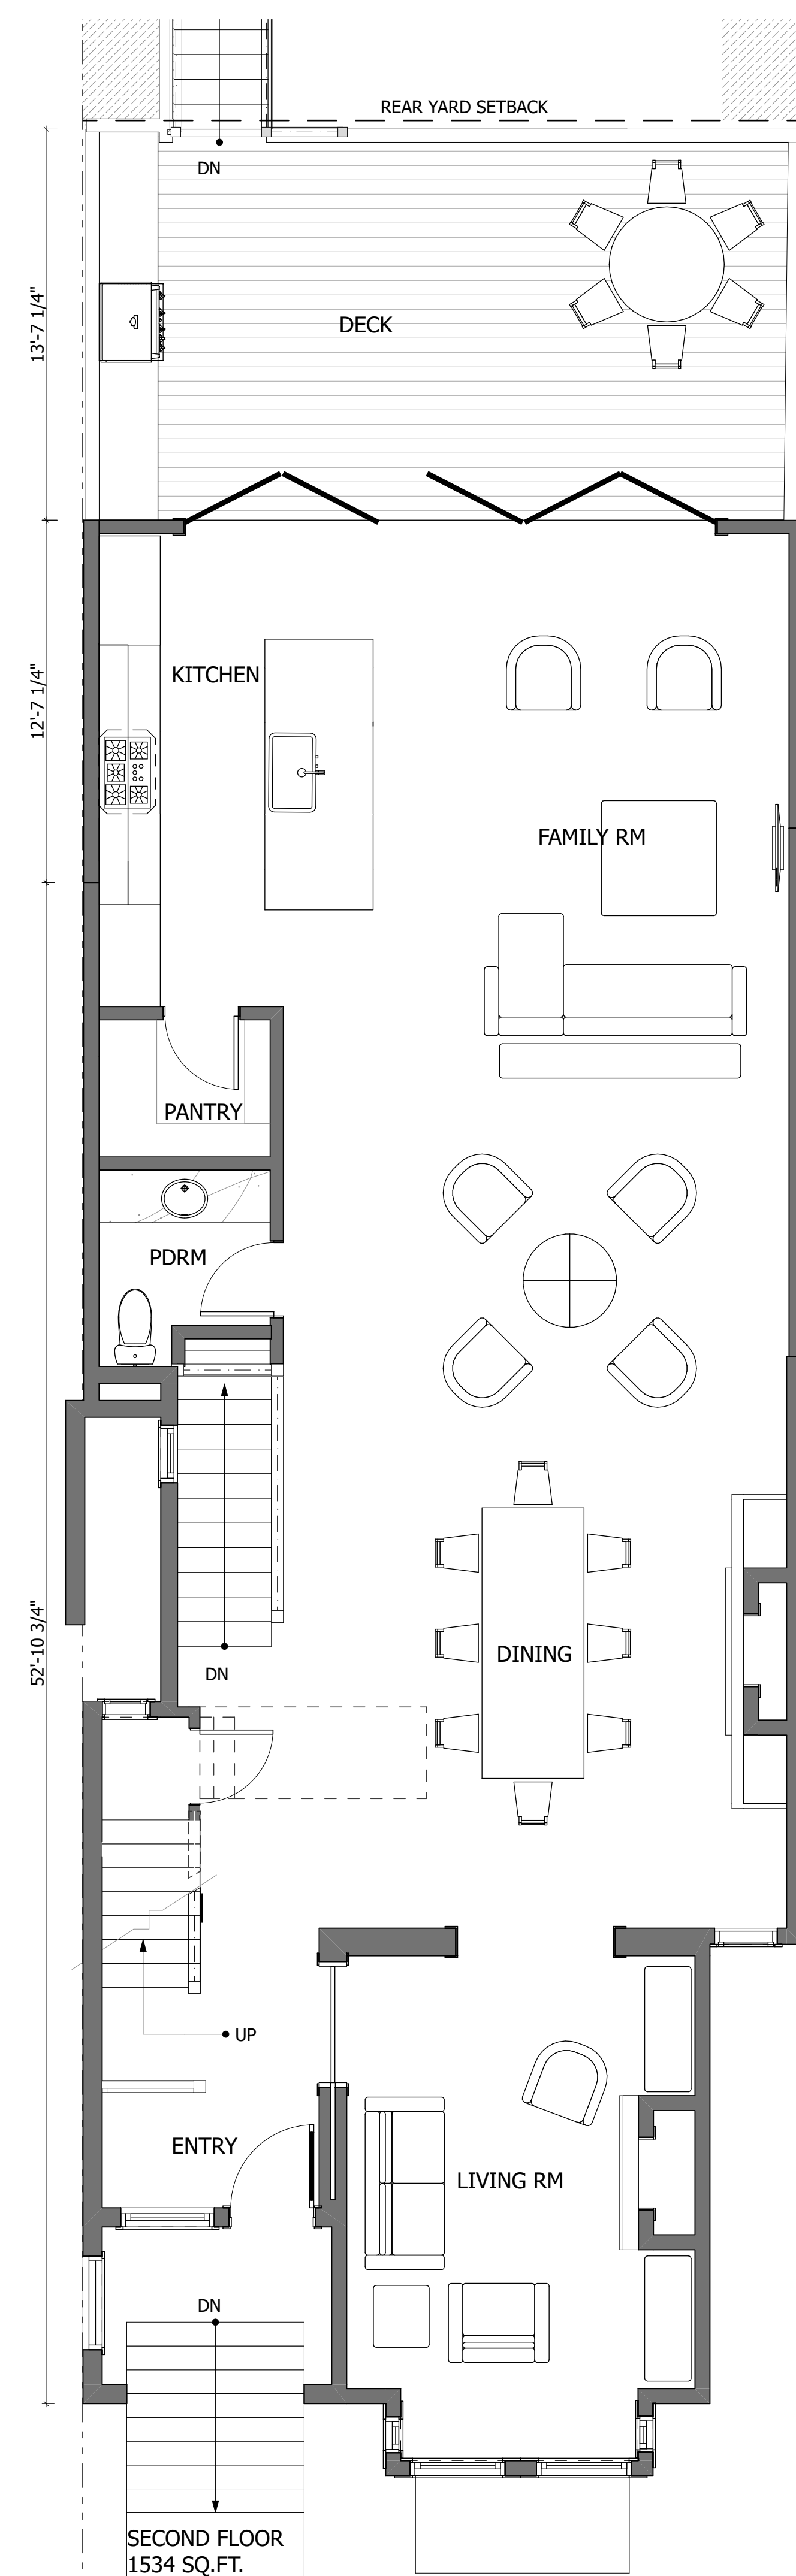 REAR YARD SETBACK
DN
13'-7 1/4"
DECK
12'-7 1/4"
KITCHEN
FAMILY RM
PANTRY
PDRM
52'-10 3/4"
DINING
DN
UP
ENTRY
LIVING RM
DN
SECOND FLOOR
1534 SQ.FT.